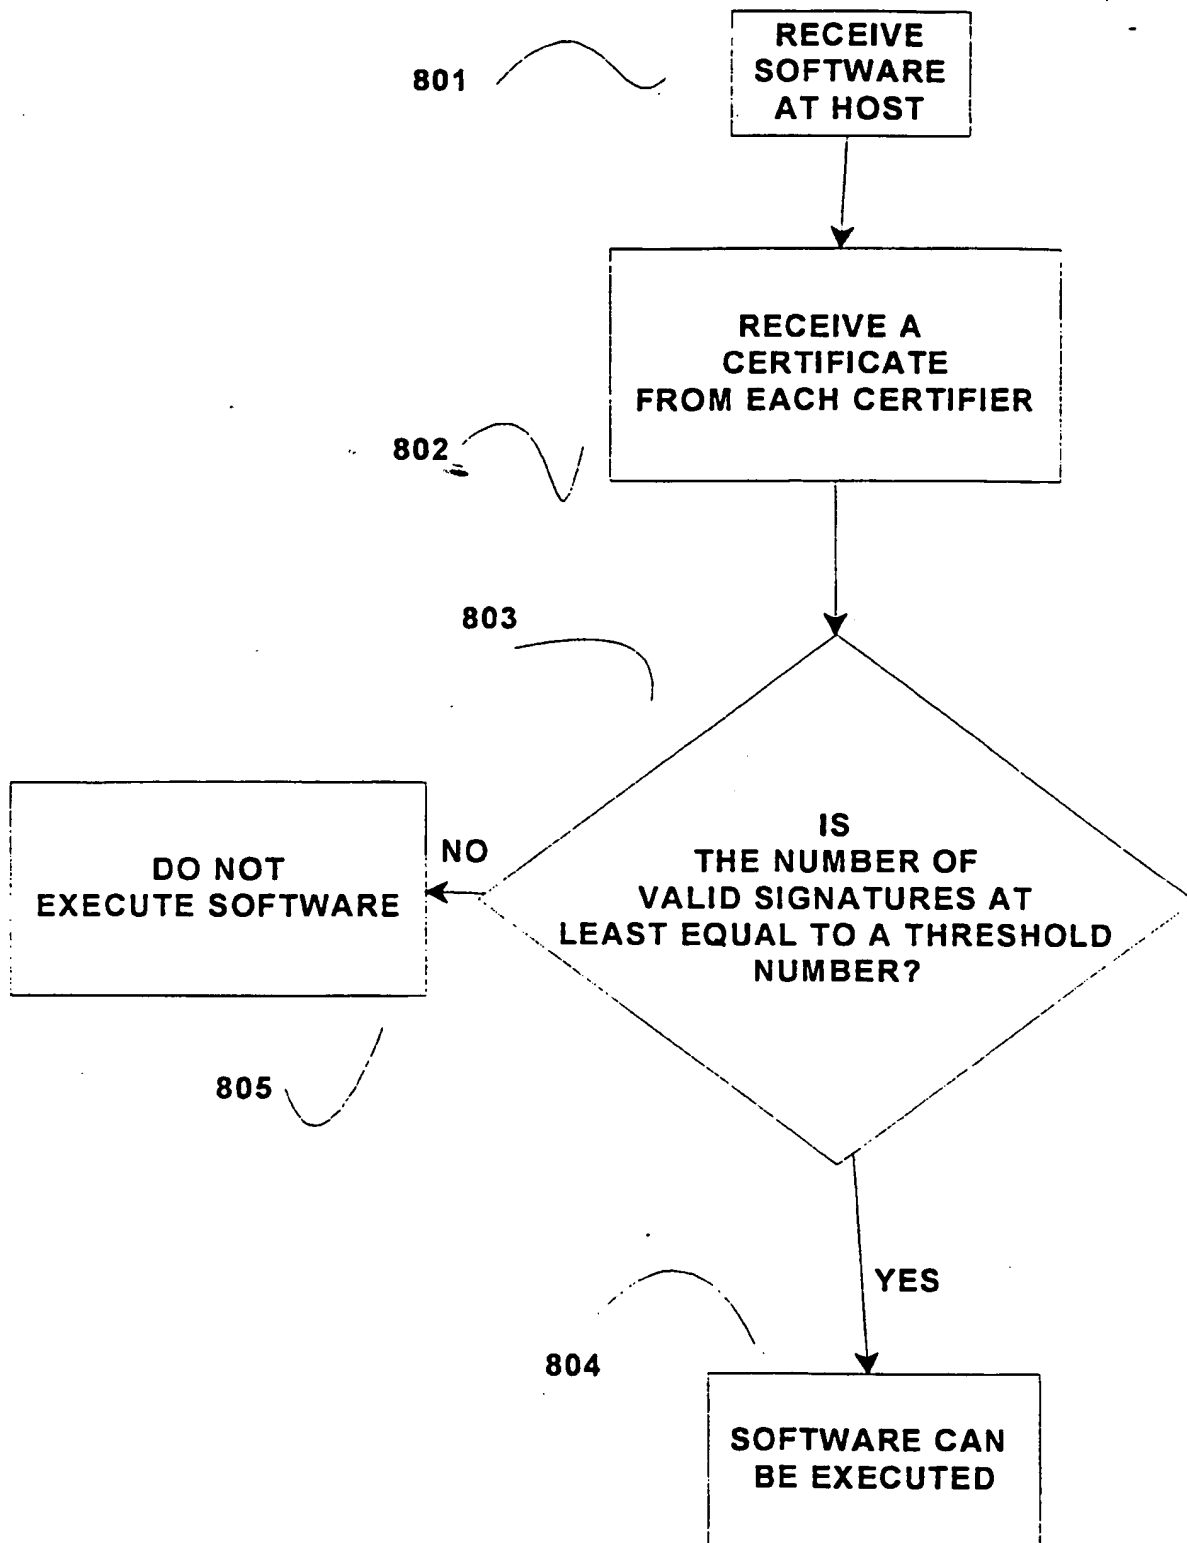 801
RECEIVE
SOFTWARE
AT HOST
RECEIVE A
CERTIFICATE
FROM EACH CERTIFIER
802
803
IS
THE NUMBER OF
VALID SIGNATURES AT
LEAST EQUAL TO A THRESHOLD
NUMBER?
NO
DO NOT
EXECUTE SOFTWARE
805
YES
804
SOFTWARE CAN
BE EXECUTED